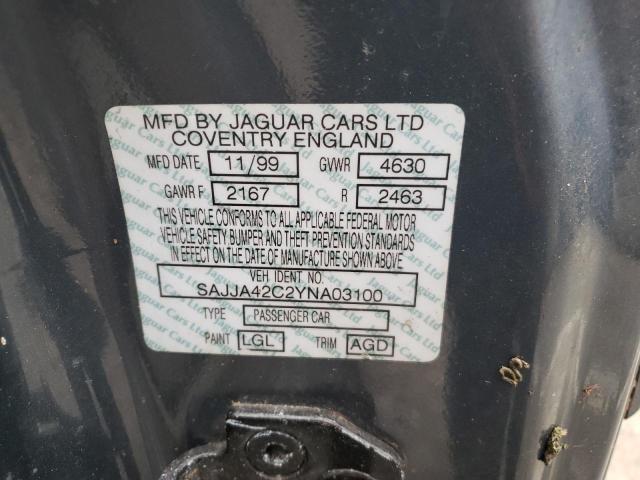 MFD BY JAGUAR CARS LTD
COVENTRY ENGLAND
MFD DATE 11/99 GVWR 4630
GAWR F 2167 R 2463
THIS VEHICLE CONFORMS TO ALL APPLICABLE FEDERAL MOTOR
VEHICLE SAFETY BUMPER AND THEFT PREVENTION STANDARDS
IN EFFECT ON THE DATE OF MANUFACTURE SHOWN ABOVE
VEH IDENT. NO.
SAJJA42C2YNA03100
TYPE PASSENGER CAR
PAINT LGL TRIM AGD